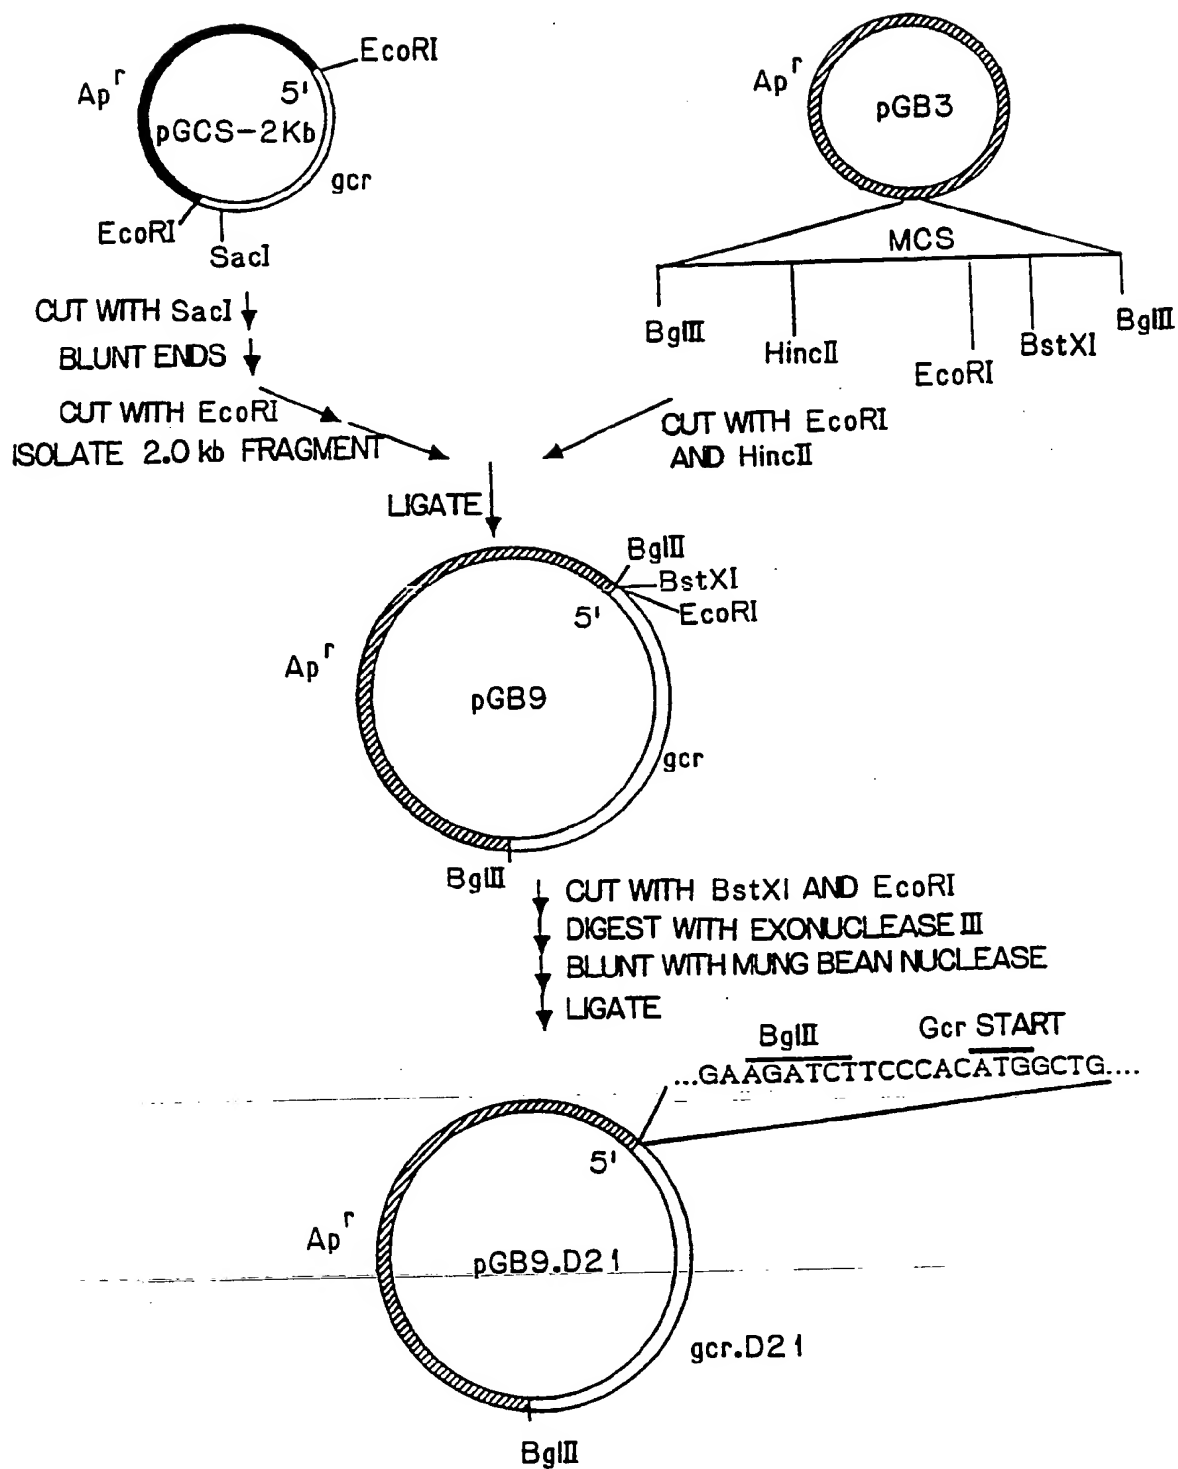 EcoRI
Ap r
5'
pGCS-2Kb
gcr
EcoRI
SacI
Ap r
pGB3
MCS
BglII
HincII
EcoRI
BstXI
BglII
CUT WITH SacI
BLUNT ENDS
CUT WITH EcoRI
ISOLATE 2.0 kb FRAGMENT
CUT WITH EcoRI
AND HincII
LIGATE
BglII
BstXI
EcoRI
5'
Ap r
pGB9
gcr
BglII
CUT WITH BstXI AND EcoRI
DIGEST WITH EXONUCLEASE III
BLUNT WITH MUNG BEAN NUCLEASE
LIGATE
BglII
Gcr START
...GAAGATCTTCCCACATGGCTG....
5'
Ap r
pGB9.D21
gcr.D21
BglII